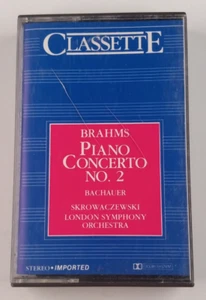 CLASSETTE
BRAHMS
PIANO
CONCERTO
NO. 2
BACHAUER
SKROWACZEWSKI
LONDON SYMPHONY
ORCHESTRA
STEREO • IMPORTED